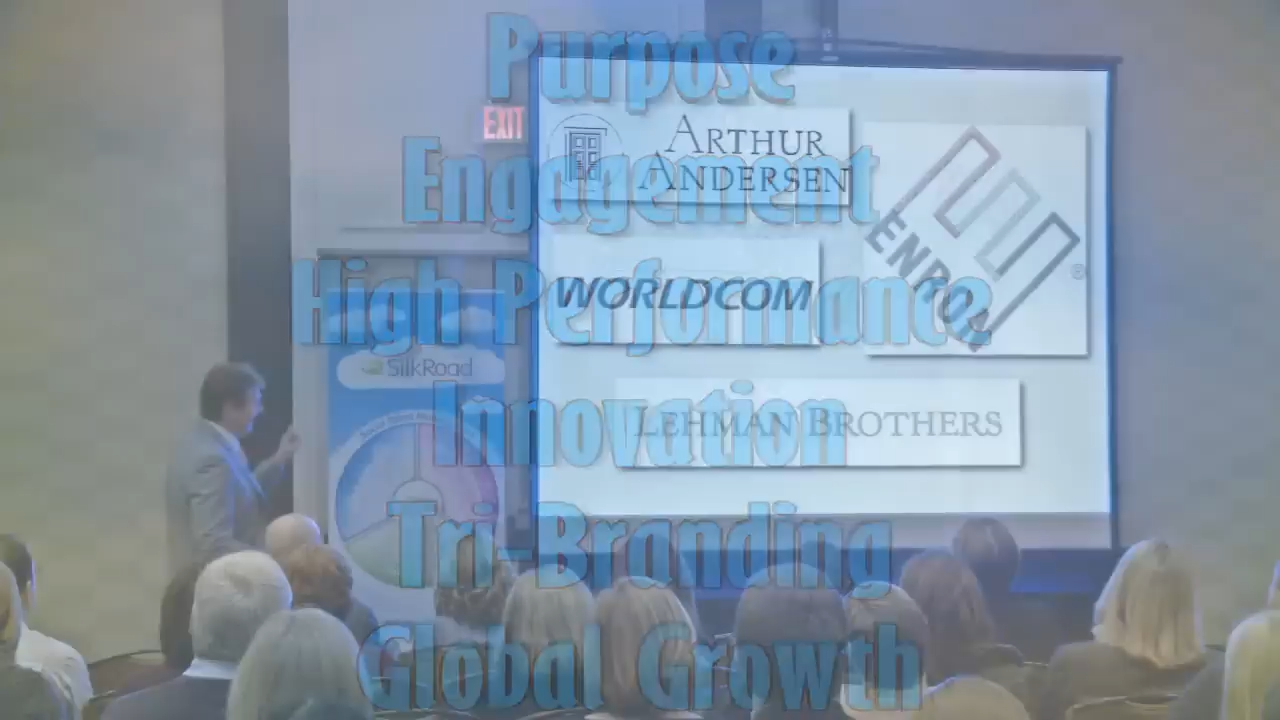 Purpose
EXIT
ARTHUR
ANDERSEN
Engagement
ENRON
®
High Performance
WORLDCOM
SilkRoad
Innovation
LEHMAN BROTHERS
Tri-Branding
Global Growth